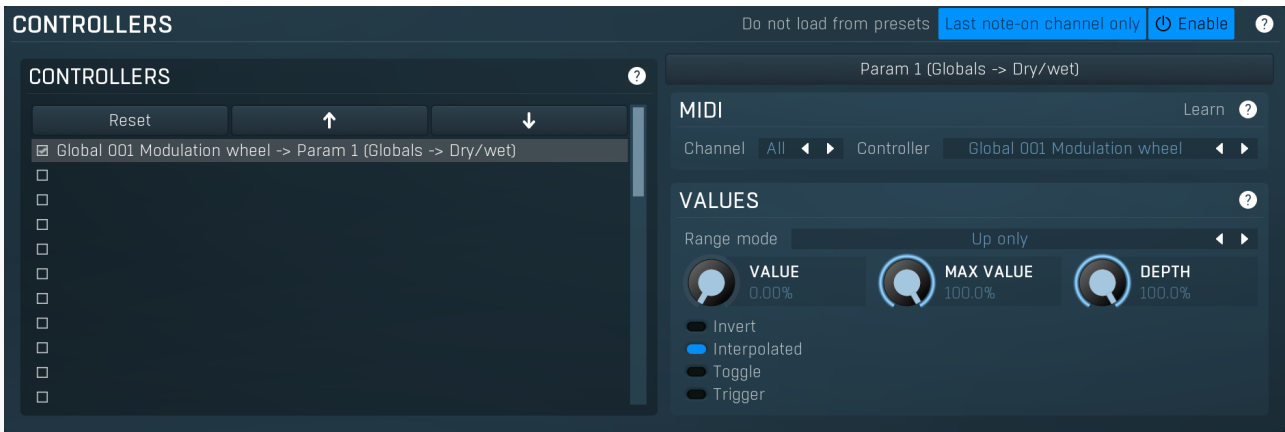 CONTROLLERS
Do not load from presets Last note-on channel only Enable ?
CONTROLLERS ?
Reset
Global 001 Modulation wheel -> Param 1 (Globals -> Dry/wet)
Param 1 (Globals -> Dry/wet)
MIDI Learn ?
Channel All Controller Global 001 Modulation wheel
VALUES ?
Range mode Up only
VALUE MAX VALUE DEPTH
0.00% 100.0% 100.0%
Invert
Interpolated
Toggle
Trigger